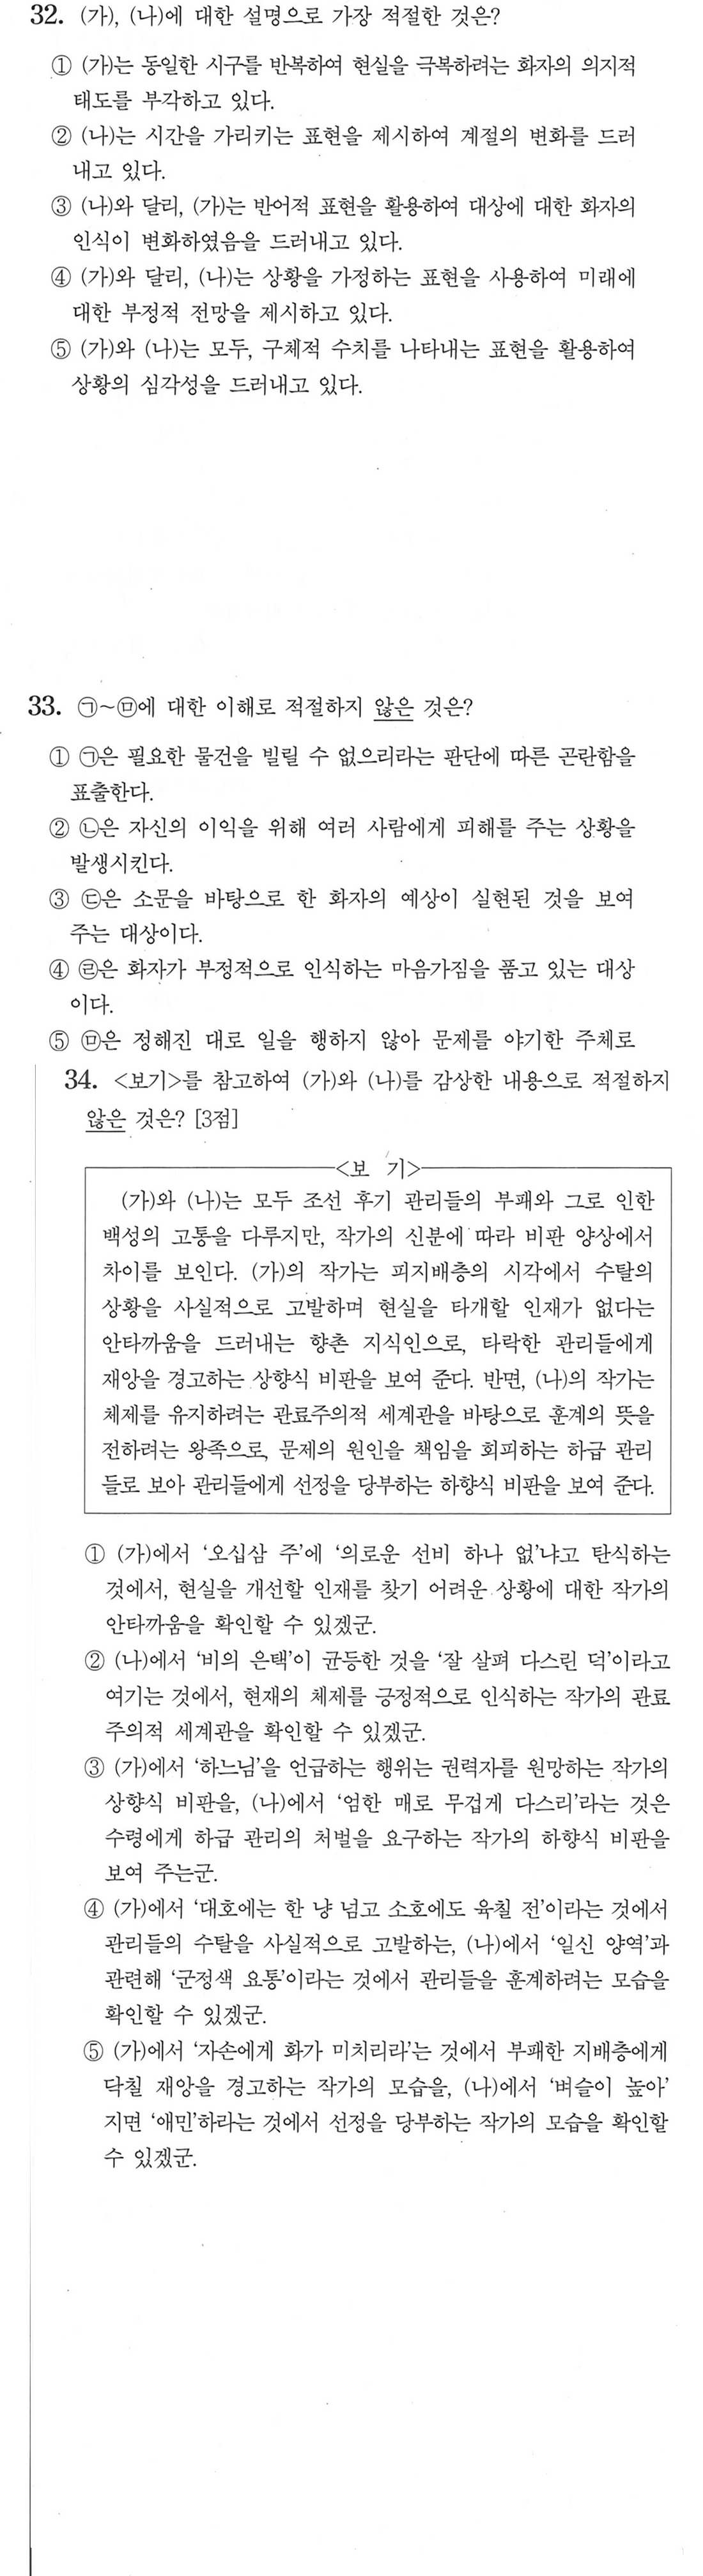 32. (가), (나)에 대한 설명으로 가장 적절한 것은?
① (가)는 동일한 시구를 반복하여 현실을 극복하려는 화자의 의지적
태도를 부각하고 있다.
② (나)는 시간을 가리키는 표현을 제시하여 계절의 변화를 드러
내고 있다.
③ (나)와 달리, (가)는 반어적 표현을 활용하여 대상에 대한 화자의
인식이 변화하였음을 드러내고 있다.
④ (가)와 달리, (나)는 상황을 가정하는 표현을 사용하여 미래에
대한 부정적 전망을 제시하고 있다.
⑤ (가)와 (나)는 모두, 구체적 수치를 나타내는 표현을 활용하여
상황의 심각성을 드러내고 있다.
33. ㉠~㉤에 대한 이해로 적절하지 않은 것은?
① ㉠은 필요한 물건을 빌릴 수 없으리라는 판단에 따른 곤란함을
표출한다.
② ㉡은 자신의 이익을 위해 여러 사람에게 피해를 주는 상황을
발생시킨다.
③ ㉢은 소문을 바탕으로 한 화자의 예상이 실현된 것을 보여
주는 대상이다.
④ ㉣은 화자가 부정적으로 인식하는 마음가짐을 품고 있는 대상
이다.
⑤ ㉤은 정해진 대로 일을 행하지 않아 문제를 야기한 주체로
34. <보기>를 참고하여 (가)와 (나)를 감상한 내용으로 적절하지
않은 것은? [3점]
<보 기>
(가)와 (나)는 모두 조선 후기 관리들의 부패와 그로 인한
백성의 고통을 다루지만, 작가의 신분에 따라 비판 양상에서
차이를 보인다. (가)의 작가는 피지배층의 시각에서 수탈의
상황을 사실적으로 고발하며 현실을 타개할 인재가 없다는
안타까움을 드러내는 향촌 지식인으로, 타락한 관리들에게
재앙을 경고하는 상향식 비판을 보여 준다. 반면, (나)의 작가는
체제를 유지하려는 관료주의적 세계관을 바탕으로 훈계의 뜻을
전하려는 왕족으로, 문제의 원인을 책임을 회피하는 하급 관리
들로 보아 관리들에게 선정을 당부하는 하향식 비판을 보여 준다.
① (가)에서 ‘오십삼 주’에 ‘의로운 선비 하나 없’냐고 탄식하는
것에서, 현실을 개선할 인재를 찾기 어려운 상황에 대한 작가의
안타까움을 확인할 수 있겠군.
② (나)에서 ‘비의 은택’이 균등한 것을 ‘잘 살펴 다스린 덕’이라고
여기는 것에서, 현재의 체제를 긍정적으로 인식하는 작가의 관료
주의적 세계관을 확인할 수 있겠군.
③ (가)에서 ‘하느님’을 언급하는 행위는 권력자를 원망하는 작가의
상향식 비판을, (나)에서 ‘엄한 매로 무겁게 다스리’라는 것은
수령에게 하급 관리의 처벌을 요구하는 작가의 하향식 비판을
보여 주는군.
④ (가)에서 ‘대호에는 한 냥 넘고 소호에도 육칠 전’이라는 것에서
관리들의 수탈을 사실적으로 고발하는, (나)에서 ‘일신 양역’과
관련해 ‘군정색 요통’이라는 것에서 관리들을 훈계하려는 모습을
확인할 수 있겠군.
⑤ (가)에서 ‘자손에게 화가 미치리라’는 것에서 부패한 지배층에게
닥칠 재앙을 경고하는 작가의 모습을, (나)에서 ‘벼슬이 높아’
지면 ‘애민’하라는 것에서 선정을 당부하는 작가의 모습을 확인할
수 있겠군.